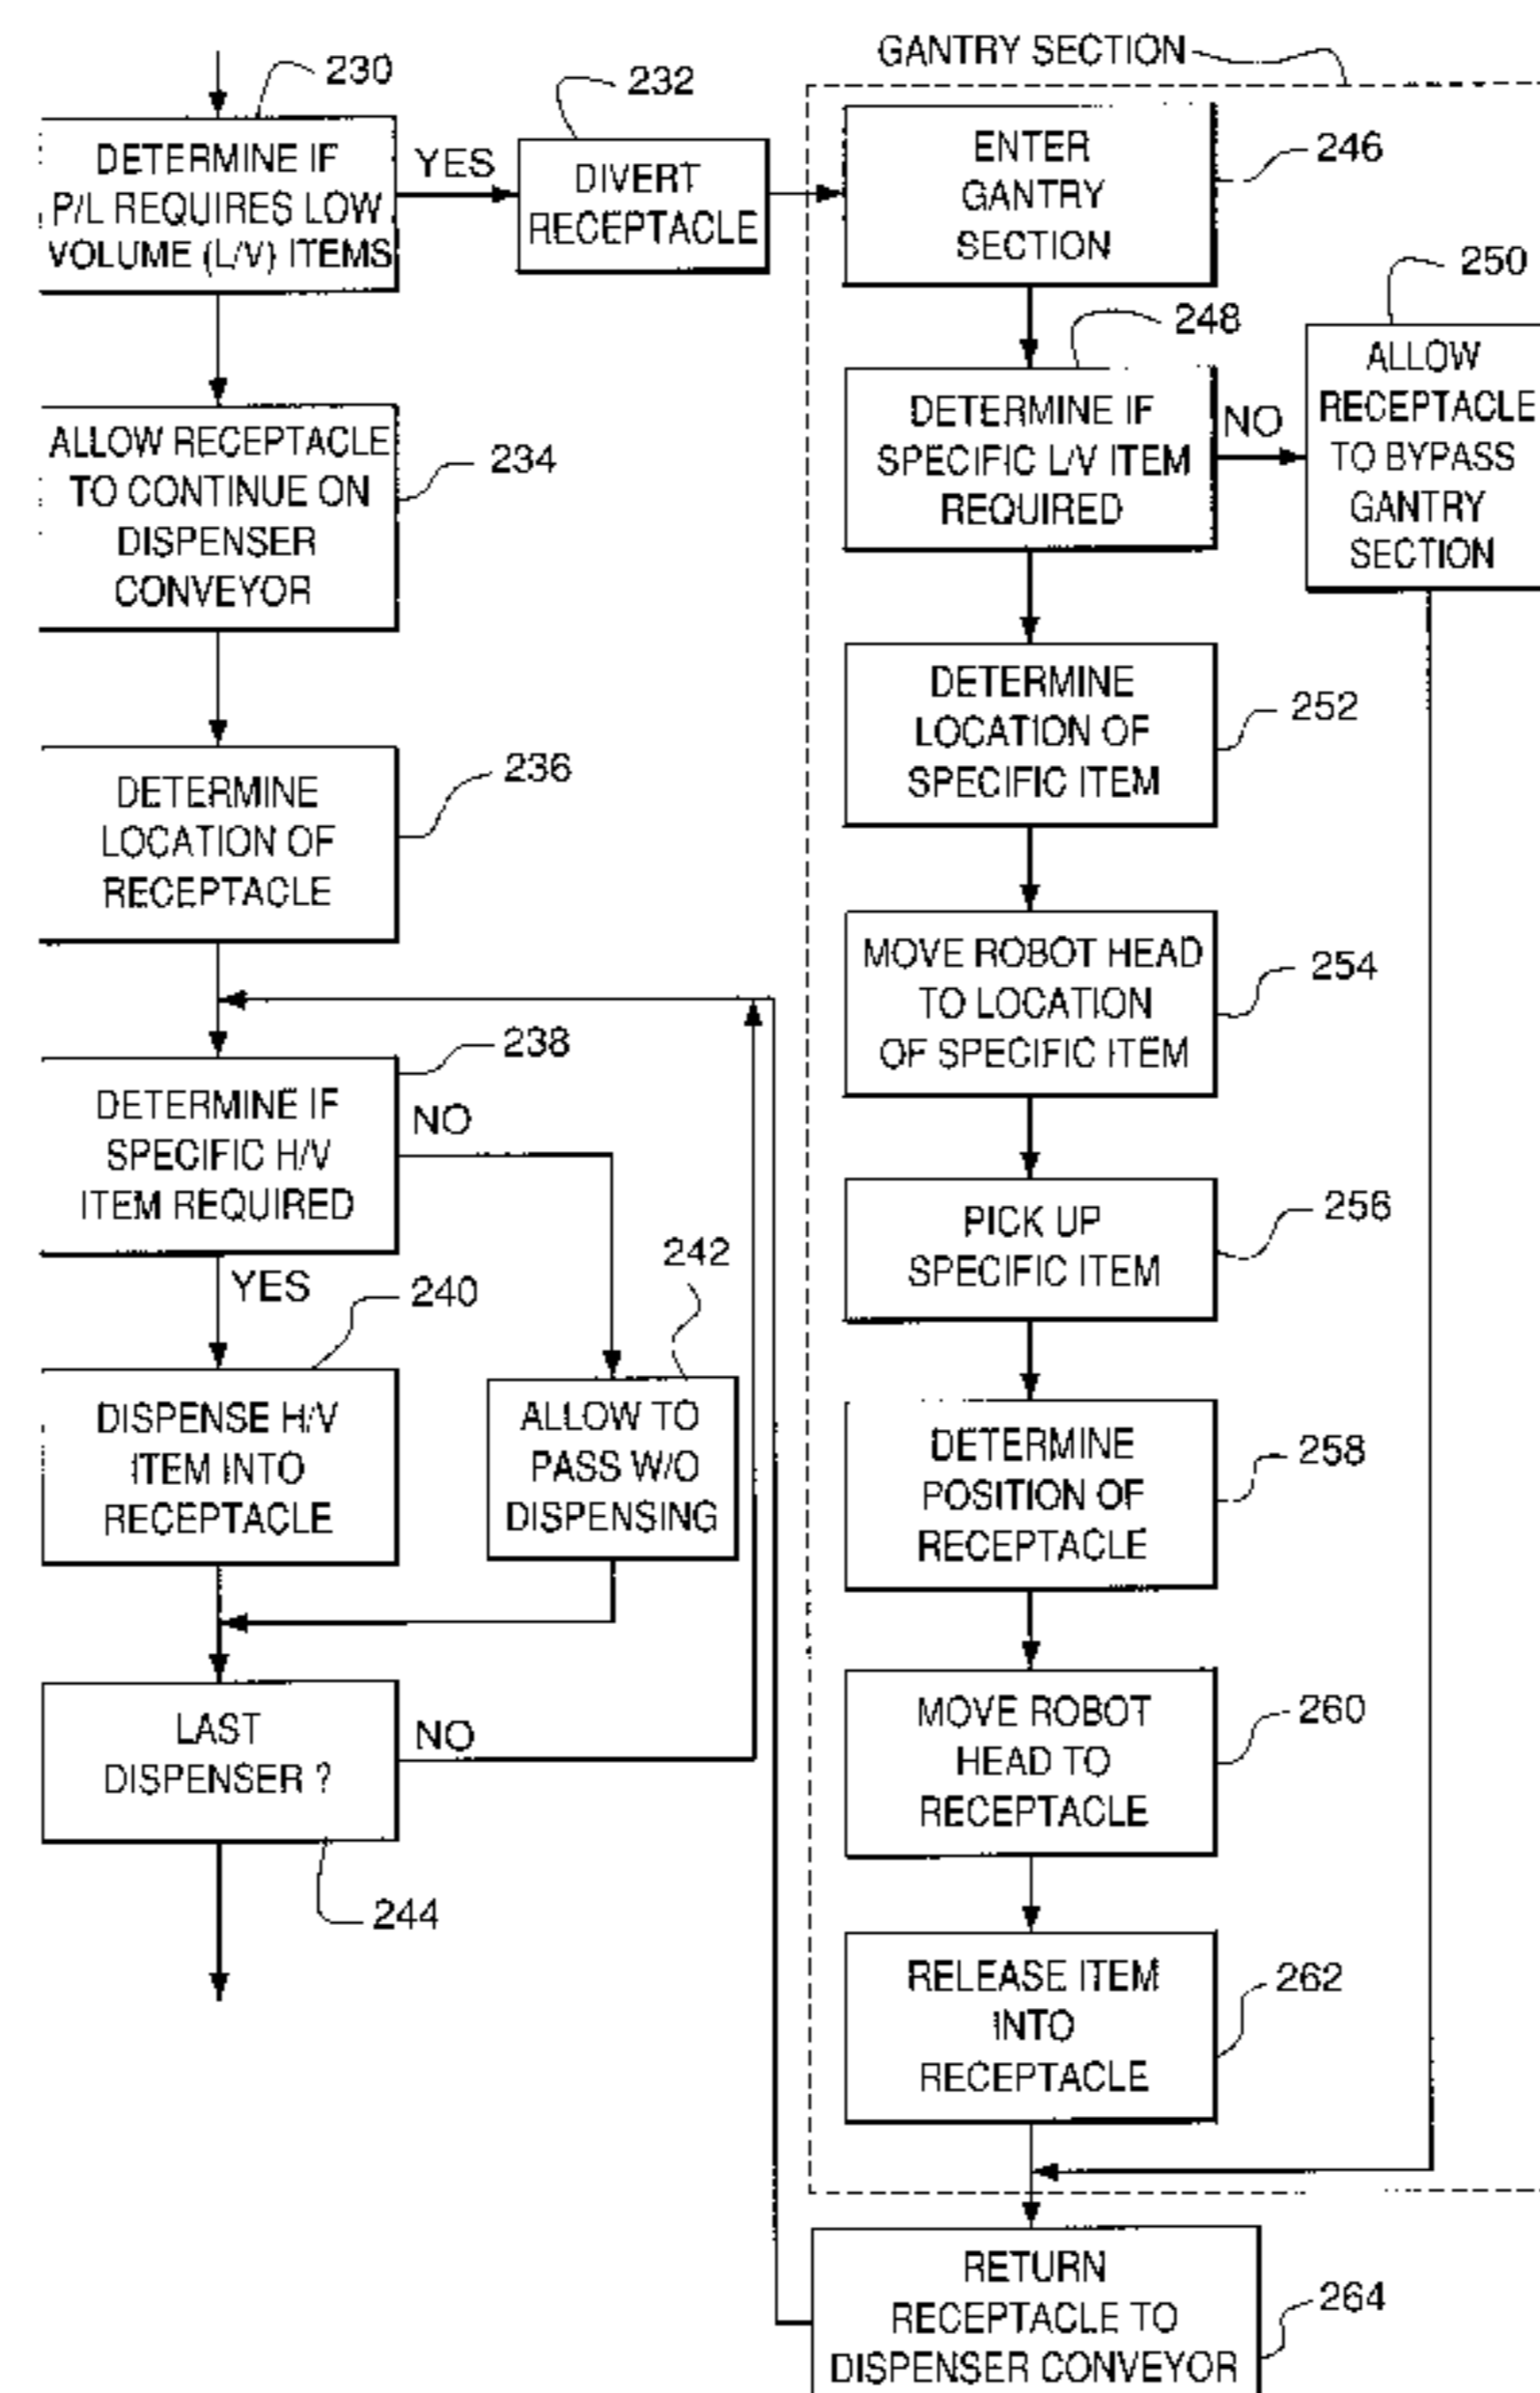 230
DETERMINE IF
P/L REQUIRES LOW
VOLUME (L/V) ITEMS
YES
232
DIVERT
RECEPTACLE
234
ALLOW RECEPTACLE
TO CONTINUE ON
DISPENSER
CONVEYOR
236
DETERMINE
LOCATION OF
RECEPTACLE
238
DETERMINE IF
SPECIFIC H/V
ITEM REQUIRED
NO
YES
240
DISPENSE H/V
ITEM INTO
RECEPTACLE
242
ALLOW TO
PASS W/O
DISPENSING
LAST
DISPENSER ?
NO
244
GANTRY SECTION
ENTER
GANTRY
SECTION
246
248
DETERMINE IF
SPECIFIC L/V ITEM
REQUIRED
NO
250
ALLOW
RECEPTACLE
TO BYPASS
GANTRY
SECTION
DETERMINE
LOCATION OF
SPECIFIC ITEM
252
MOVE ROBOT HEAD
TO LOCATION
OF SPECIFIC ITEM
254
PICK UP
SPECIFIC ITEM
256
DETERMINE
POSITION OF
RECEPTACLE
258
MOVE ROBOT
HEAD TO
RECEPTACLE
260
RELEASE ITEM
INTO
RECEPTACLE
262
RETURN
RECEPTACLE TO
DISPENSER CONVEYOR
264